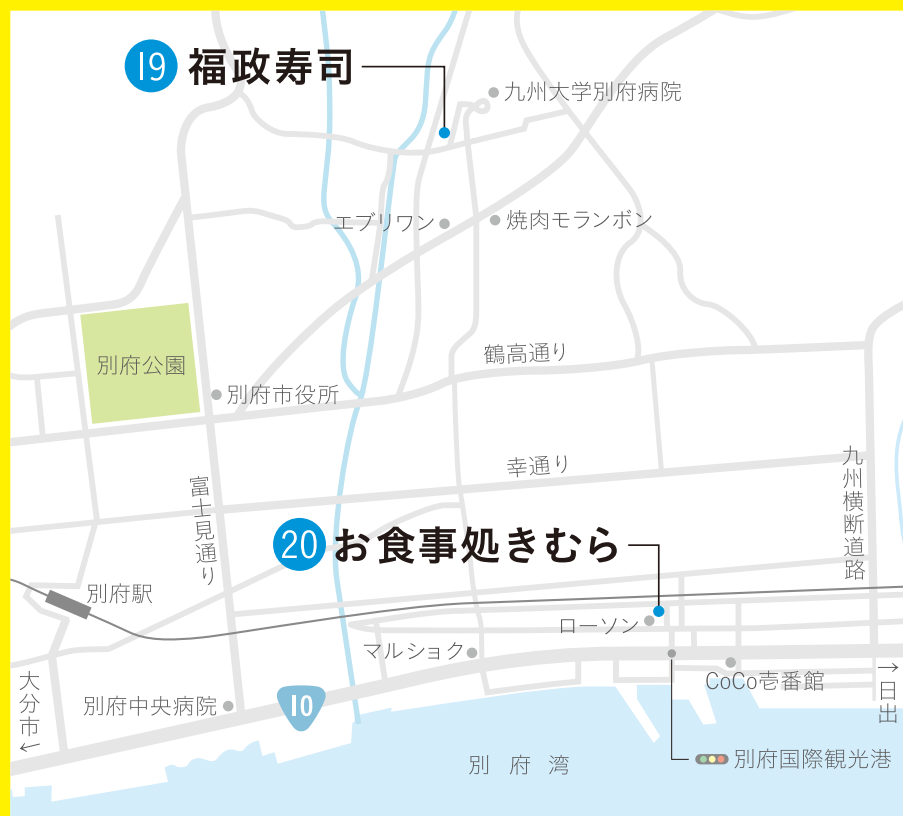 19 福政寿司
九州大学別府病院
エブリワン
焼肉モランボン
別府公園
鶴高通り
別府市役所
幸通り
九州横断道路
富士見通り
20 お食事処きむら
別府駅
ローソン
マルショク
CoCo壱番館
大分市←
→日出
別府中央病院
10
別府湾
別府国際観光港